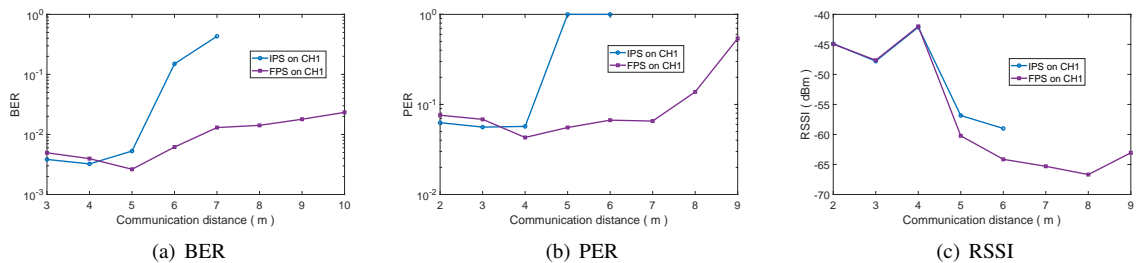 10^0
10^-1
10^-2
10^-3
BER
IPS on CH1
FPS on CH1
3 4 5 6 7 8 9 10
Communication distance ( m )
(a) BER
10^0
10^-1
10^-2
PER
IPS on CH1
FPS on CH1
2 3 4 5 6 7 8 9
Communication distance ( m )
(b) PER
-40
-45
-50
-55
-60
-65
-70
RSSI ( dBm )
IPS on CH1
FPS on CH1
2 3 4 5 6 7 8 9
Communication distance ( m )
(c) RSSI